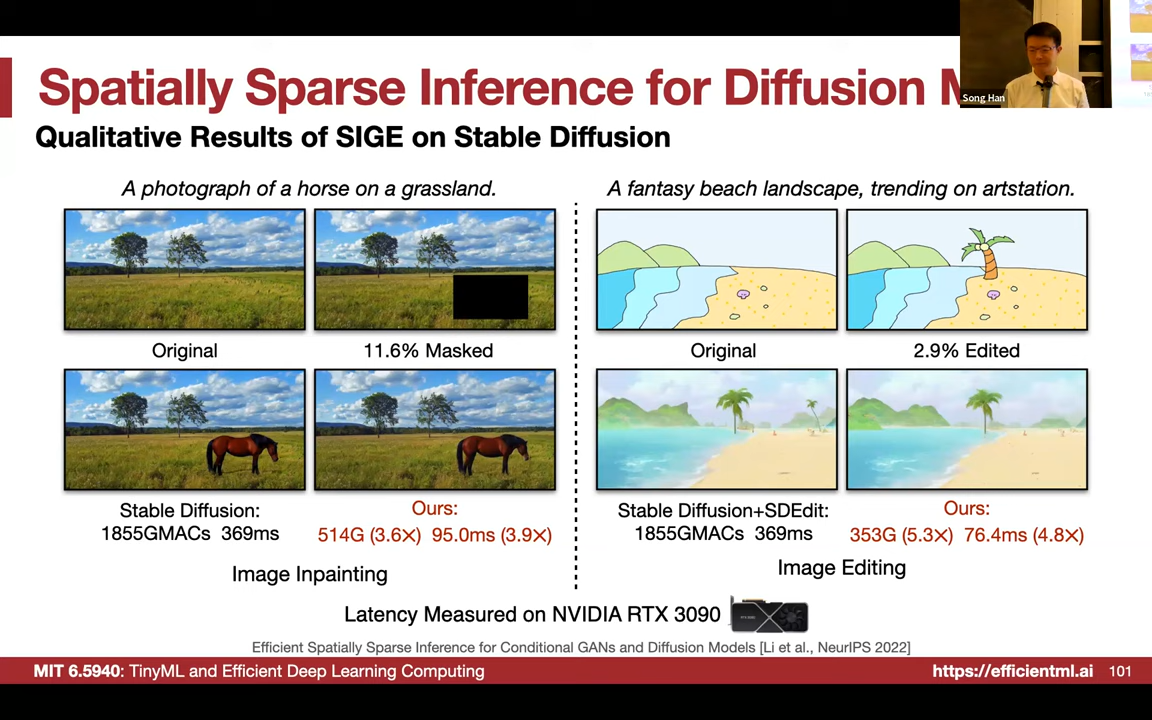 Spatially Sparse Inference for Diffusion
Song Han
Qualitative Results of SIGE on Stable Diffusion
A photograph of a horse on a grassland.
Original
11.6% Masked
Stable Diffusion:
1855GMACs 369ms
Ours:
514G (3.6×) 95.0ms (3.9×)
Image Inpainting
A fantasy beach landscape, trending on artstation.
Original
2.9% Edited
Stable Diffusion+SDEdit:
1855GMACs 369ms
Ours:
353G (5.3×) 76.4ms (4.8×)
Image Editing
Latency Measured on NVIDIA RTX 3090
Efficient Spatially Sparse Inference for Conditional GANs and Diffusion Models [Li et al., NeurIPS 2022]
MIT 6.5940: TinyML and Efficient Deep Learning Computing
https://efficientml.ai
101